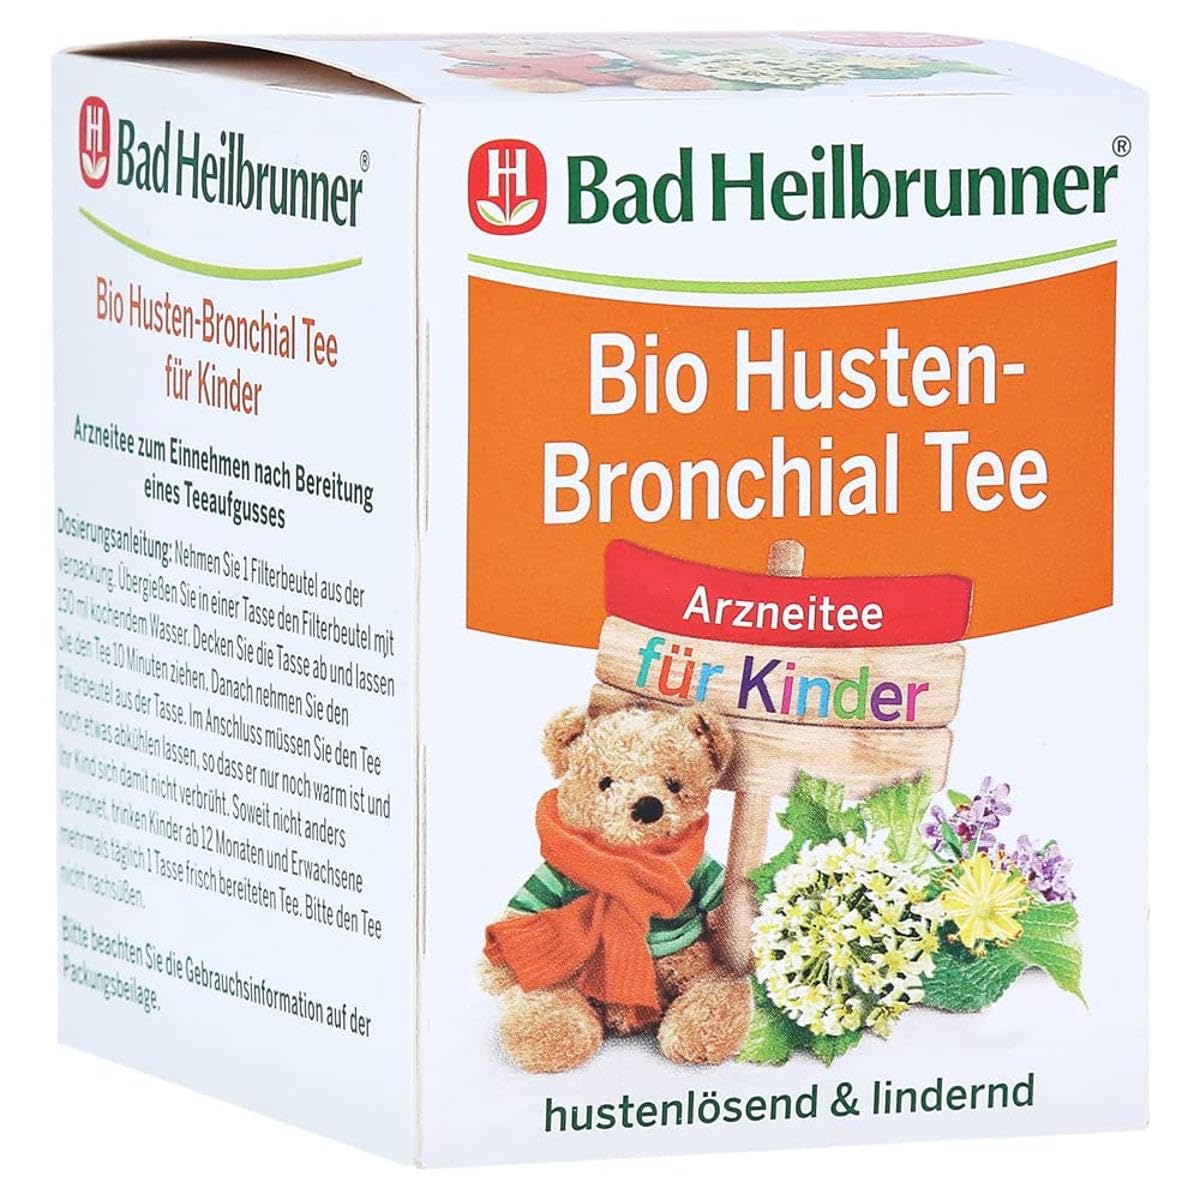 Bad Heilbrunner®
Bio Husten-Bronchial Tee
für Kinder
Arzneitee zum Einnehmen nach Bereitung
eines Teeaufgusses
Dosierungsanleitung: Nehmen Sie 1 Filterbeutel aus der
Verpackung. Übergießen Sie in einer Tasse den Filterbeutel mit
150 ml kochendem Wasser. Decken Sie die Tasse ab und lassen
Sie den Tee 10 Minuten ziehen. Danach nehmen Sie den
Filterbeutel aus der Tasse. Im Anschluss müssen Sie den Tee
noch etwas abkühlen lassen, so dass er nur noch warm ist und
Ihr Kind sich damit nicht verbrüht. Soweit nicht anders
verordnet, trinken Kinder ab 12 Monaten und Erwachsene
mehrmals täglich 1 Tasse frisch bereiteten Tee. Bitte den Tee
nicht nachsüßen.
Bitte beachten Sie die Gebrauchsinformation auf der
Packungsbeilage.
Bad Heilbrunner®
Bio Husten-
Bronchial Tee
Arzneitee
für Kinder
hustenlösend & lindernd